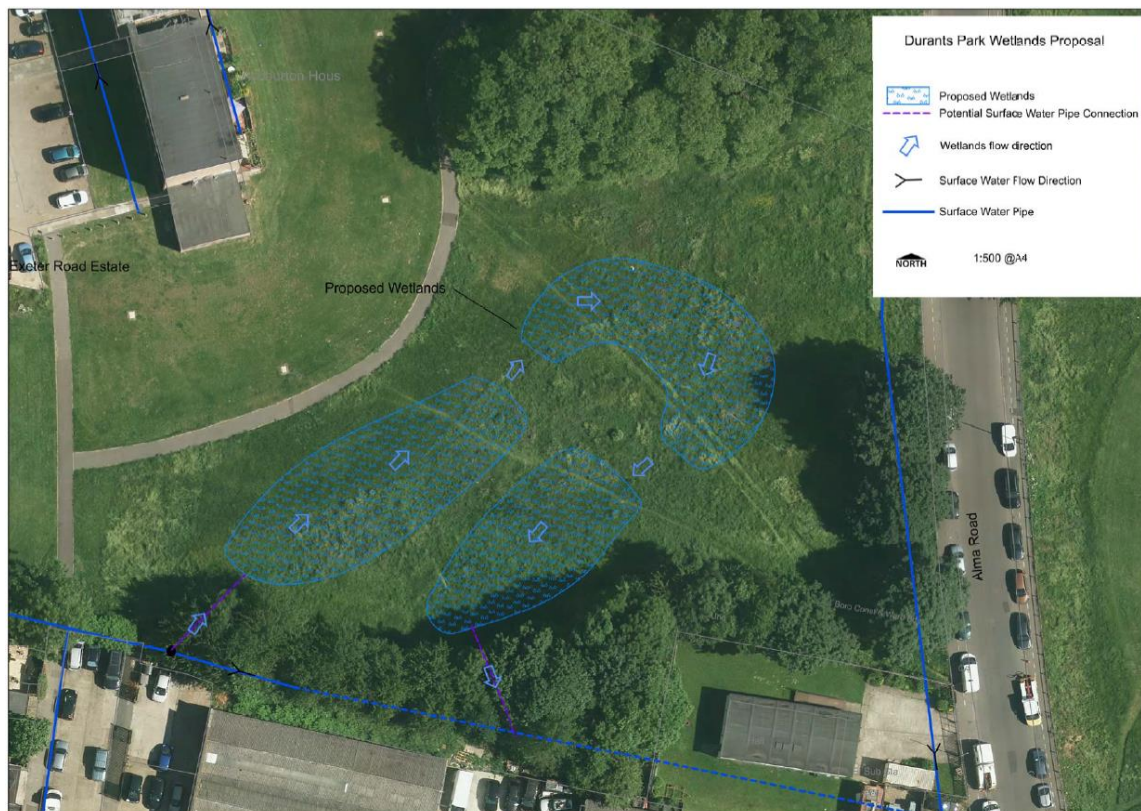 Durants Park Wetlands Proposal
Proposed Wetlands
Potential Surface Water Pipe Connection
Wetlands flow direction
Surface Water Flow Direction
Surface Water Pipe
NORTH
1:500 @A4
Exeter Road Estate
Proposed Wetlands
Alma Road